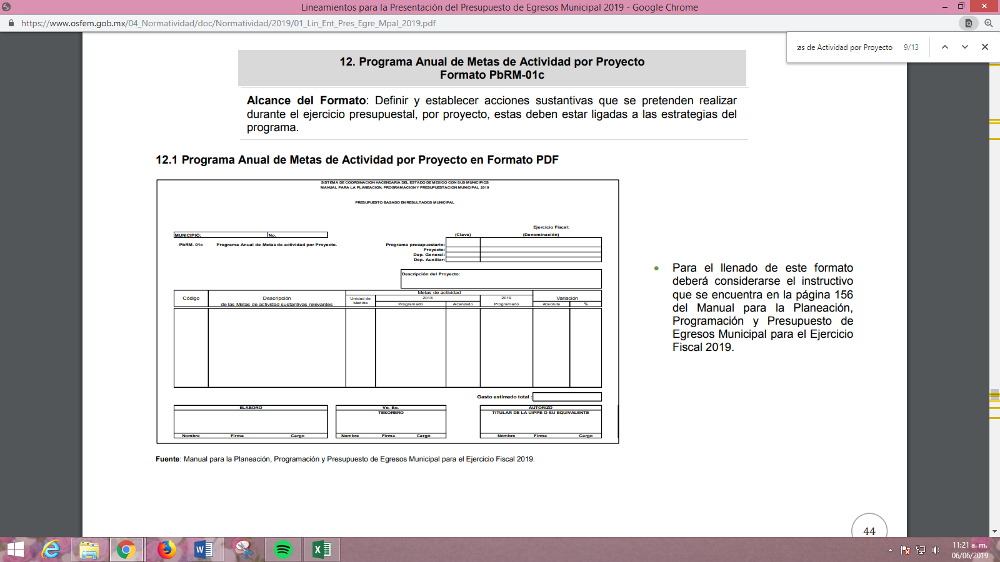 Lineamientos para la Presentación del Presupuesto de Egresos Municipal 2019 - Google Chrome
https://www.osfem.gob.mx/04_Normatividad/doc/Normatividad/2019/01_Lin_Ent_Pres_Egre_Mpal_2019.pdf
tas de Actividad por Proyecto 9/13
12. Programa Anual de Metas de Actividad por Proyecto
Formato PbRM-01c
Alcance del Formato: Definir y establecer acciones sustantivas que se pretenden realizar
durante el ejercicio presupuestal, por proyecto, estas deben estar ligadas a las estrategias del
programa.
12.1 Programa Anual de Metas de Actividad por Proyecto en Formato PDF
SISTEMA DE COORDINACION HACENDARIA DEL ESTADO DE MEXICO CON SUS MUNICIPIOS
MANUAL PARA LA PLANEACION, PROGRAMACION Y PRESUPUESTACION MUNICIPAL 2019
PRESUPUESTO BASADO EN RESULTADOS MUNICIPAL
Ejercicio Fiscal:
MUNICIPIO: No. (Clave) (Denominación)
PbRM- 01c Programa Anual de Metas de actividad por Proyecto. Programa presupuestario:
Proyecto:
Dep. General:
Dep. Auxiliar:
Descripción del Proyecto:
Metas de actividad
Código Descripción Unidad de 2018 2019 Variación
de las Metas de actividad sustantivas relevantes Medida Programado Alcanzado Programado Absoluta %
Gasto estimado total :
ELABORÓ Vo. Bo. AUTORIZO
TESORERO TITULAR DE LA UIPPE O SU EQUIVALENTE
Nombre Firma Cargo Nombre Firma Cargo Nombre Firma Cargo
Fuente: Manual para la Planeación, Programación y Presupuesto de Egresos Municipal para el Ejercicio Fiscal 2019.
Para el llenado de este formato
deberá considerarse el instructivo
que se encuentra en la página 156
del Manual para la Planeación,
Programación y Presupuesto de
Egresos Municipal para el Ejercicio
Fiscal 2019.
44
11:21 a. m.
06/06/2019